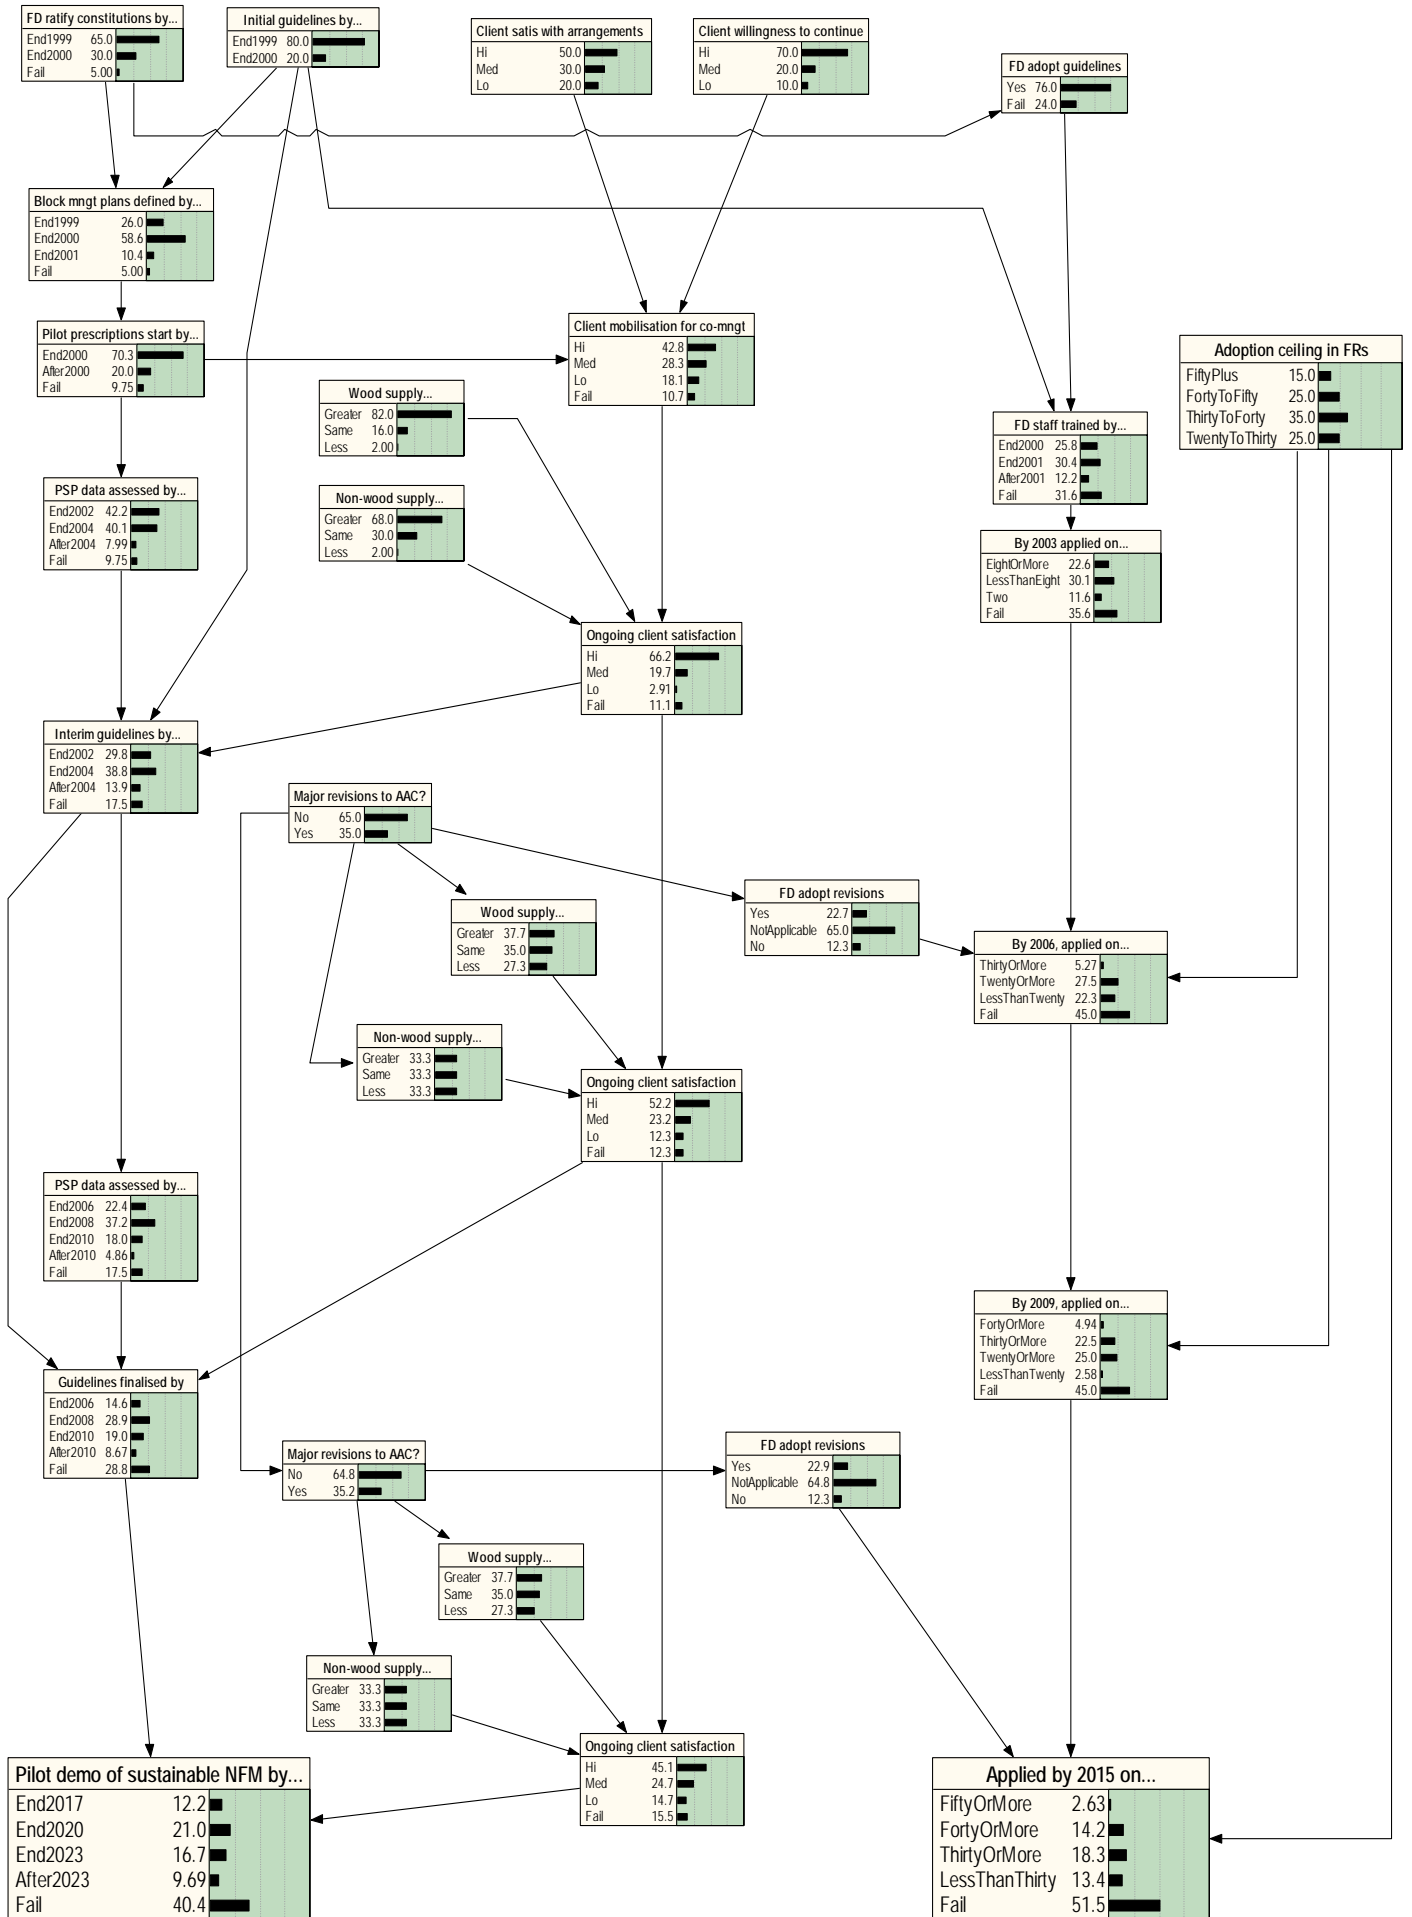 FD ratify constitutions by...
End1999 65.0
End2000 30.0
Fail 5.00
Initial guidelines by...
End1999 80.0
End2000 20.0
Client satis with arrangements
Hi 50.0
Med 30.0
Lo 20.0
Client willingness to continue
Hi 70.0
Med 20.0
Lo 10.0
FD adopt guidelines
Yes 76.0
Fail 24.0
Block mngt plans defined by...
End1999 26.0
End2000 58.6
End2001 10.4
Fail 5.00
Pilot prescriptions start by...
End2000 70.3
After2000 20.0
Fail 9.75
Client mobilisation for co-mngt
Hi 42.8
Med 28.3
Lo 18.1
Fail 10.7
Adoption ceiling in FRs
FiftyPlus 15.0
FortyToFifty 25.0
ThirtyToForty 35.0
TwentyToThirty 25.0
Wood supply...
Greater 82.0
Same 16.0
Less 2.00
FD staff trained by...
End2000 25.8
End2001 30.4
After2001 12.2
Fail 31.6
PSP data assessed by...
End2002 42.2
End2004 40.1
After2004 7.99
Fail 9.75
Non-wood supply...
Greater 68.0
Same 30.0
Less 2.00
By 2003 applied on...
EightOrMore 22.6
LessThanEight 30.1
Two 11.6
Fail 35.6
Ongoing client satisfaction
Hi 66.2
Med 19.7
Lo 2.91
Fail 11.1
Interim guidelines by...
End2002 29.8
End2004 38.8
After2004 13.9
Fail 17.5
Major revisions to AAC?
No 65.0
Yes 35.0
FD adopt revisions
Yes 22.7
NotApplicable 65.0
No 12.3
Wood supply...
Greater 37.7
Same 35.0
Less 27.3
By 2006, applied on...
ThirtyOrMore 5.27
TwentyOrMore 27.5
LessThanTwenty 22.3
Fail 45.0
Non-wood supply...
Greater 33.3
Same 33.3
Less 33.3
Ongoing client satisfaction
Hi 52.2
Med 23.2
Lo 12.3
Fail 12.3
PSP data assessed by...
End2006 22.4
End2008 37.2
End2010 18.0
After2010 4.86
Fail 17.5
By 2009, applied on...
FortyOrMore 4.94
ThirtyOrMore 22.5
TwentyOrMore 25.0
LessThanTwenty 2.58
Fail 45.0
Guidelines finalised by
End2006 14.6
End2008 28.9
End2010 19.0
After2010 8.67
Fail 28.8
Major revisions to AAC?
No 64.8
Yes 35.2
FD adopt revisions
Yes 22.9
NotApplicable 64.8
No 12.3
Wood supply...
Greater 37.7
Same 35.0
Less 27.3
Non-wood supply...
Greater 33.3
Same 33.3
Less 33.3
Ongoing client satisfaction
Hi 45.1
Med 24.7
Lo 14.7
Fail 15.5
Pilot demo of sustainable NFM by...
End2017 12.2
End2020 21.0
End2023 16.7
After2023 9.69
Fail 40.4
Applied by 2015 on...
FiftyOrMore 2.63
FortyOrMore 14.2
ThirtyOrMore 18.3
LessThanThirty 13.4
Fail 51.5